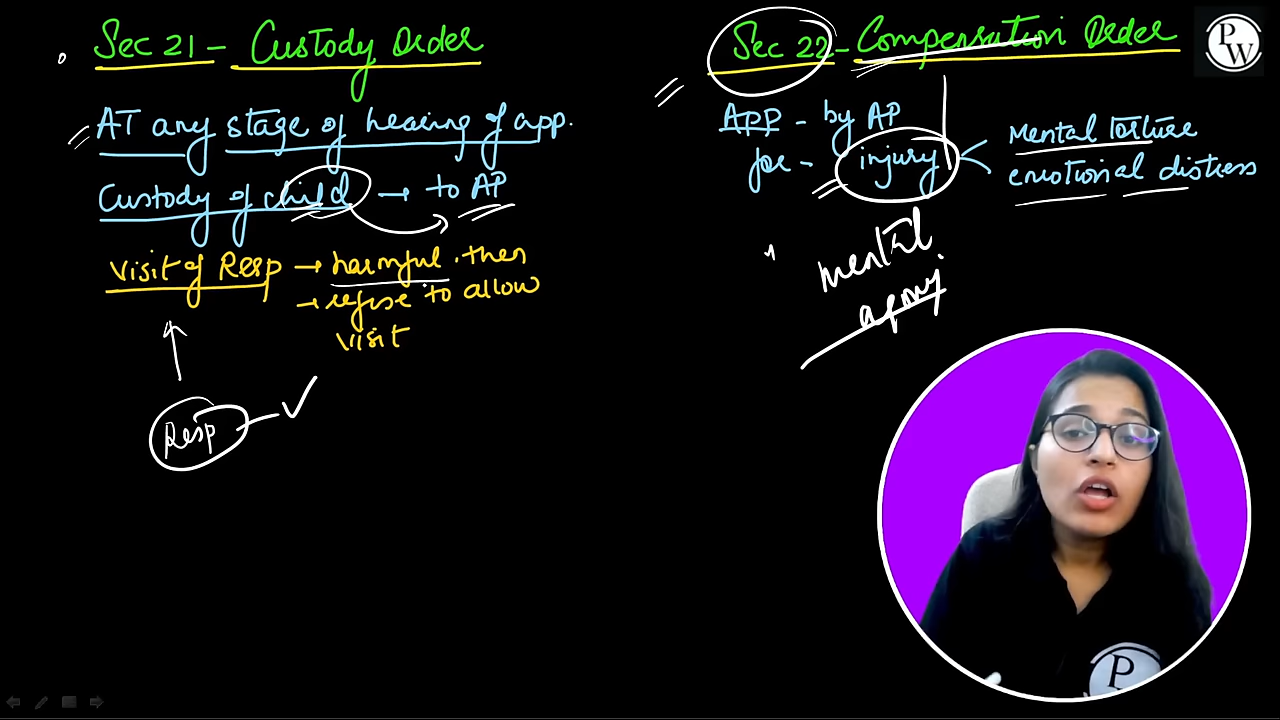 Sec 21 - Custody Order
AT any stage of hearing of app.
Custody of child → to AP
Visit of Resp → harmful. then
→ refuse to allow
visit
Resp
Sec 22 - Compensation Order
APP - by AP
for - injury
Mental Torture
emotional distress
mental
agony
PW
P